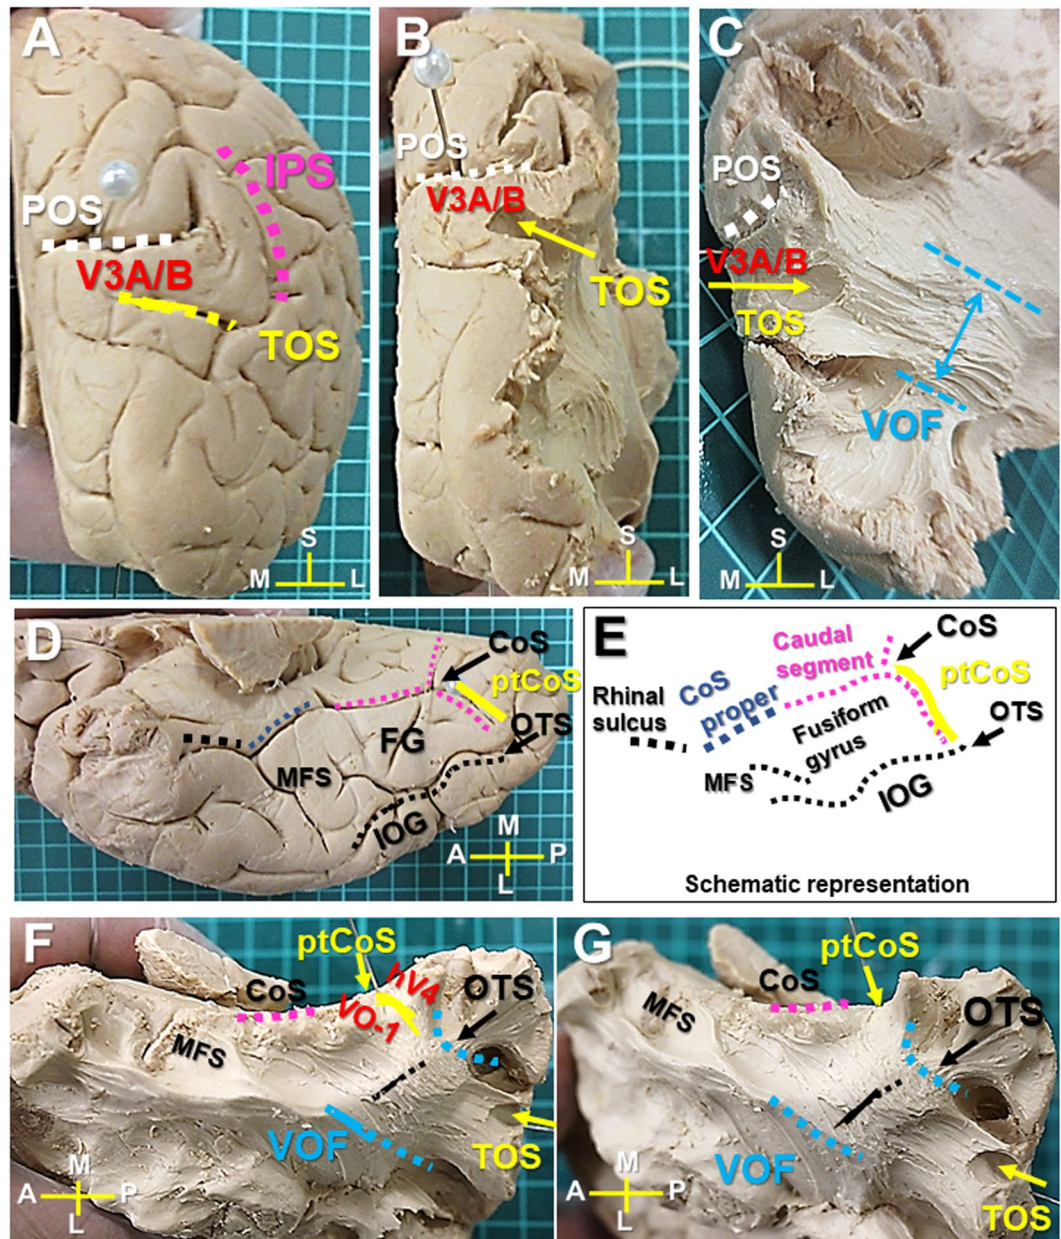 A
IPS
POS
V3A/B
TOS
S
M
L
B
POS
V3A/B
TOS
S
M
L
C
POS
V3A/B
TOS
VOF
S
M
L
D
CoS
ptCoS
OTS
FG
MFS
IOG
M
A
P
L
E
CoS
Caudal
segment
ptCoS
CoS
proper
Rhinal
sulcus
OTS
Fusiform
gyrus
MFS
IOG
Schematic representation
F
ptCoS
hV4
OTS
CoS
VO-1
MFS
VOF
TOS
M
A
P
L
G
ptCoS
CoS
OTS
MFS
VOF
M
A
P
L
TOS